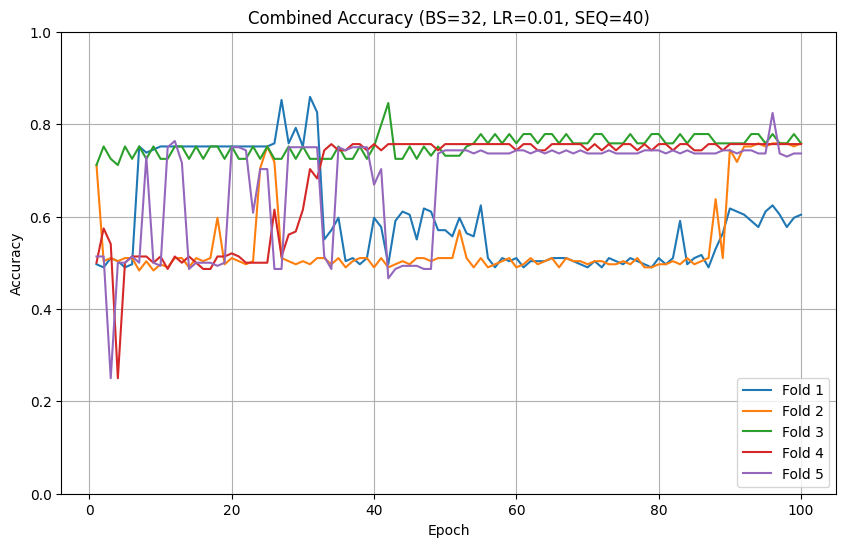 Combined Accuracy (BS=32, LR=0.01, SEQ=40)
1.0
0.8
0.6
0.4
0.2
0.0
Accuracy
0 20 40 60 80 100
Epoch
Fold 1
Fold 2
Fold 3
Fold 4
Fold 5